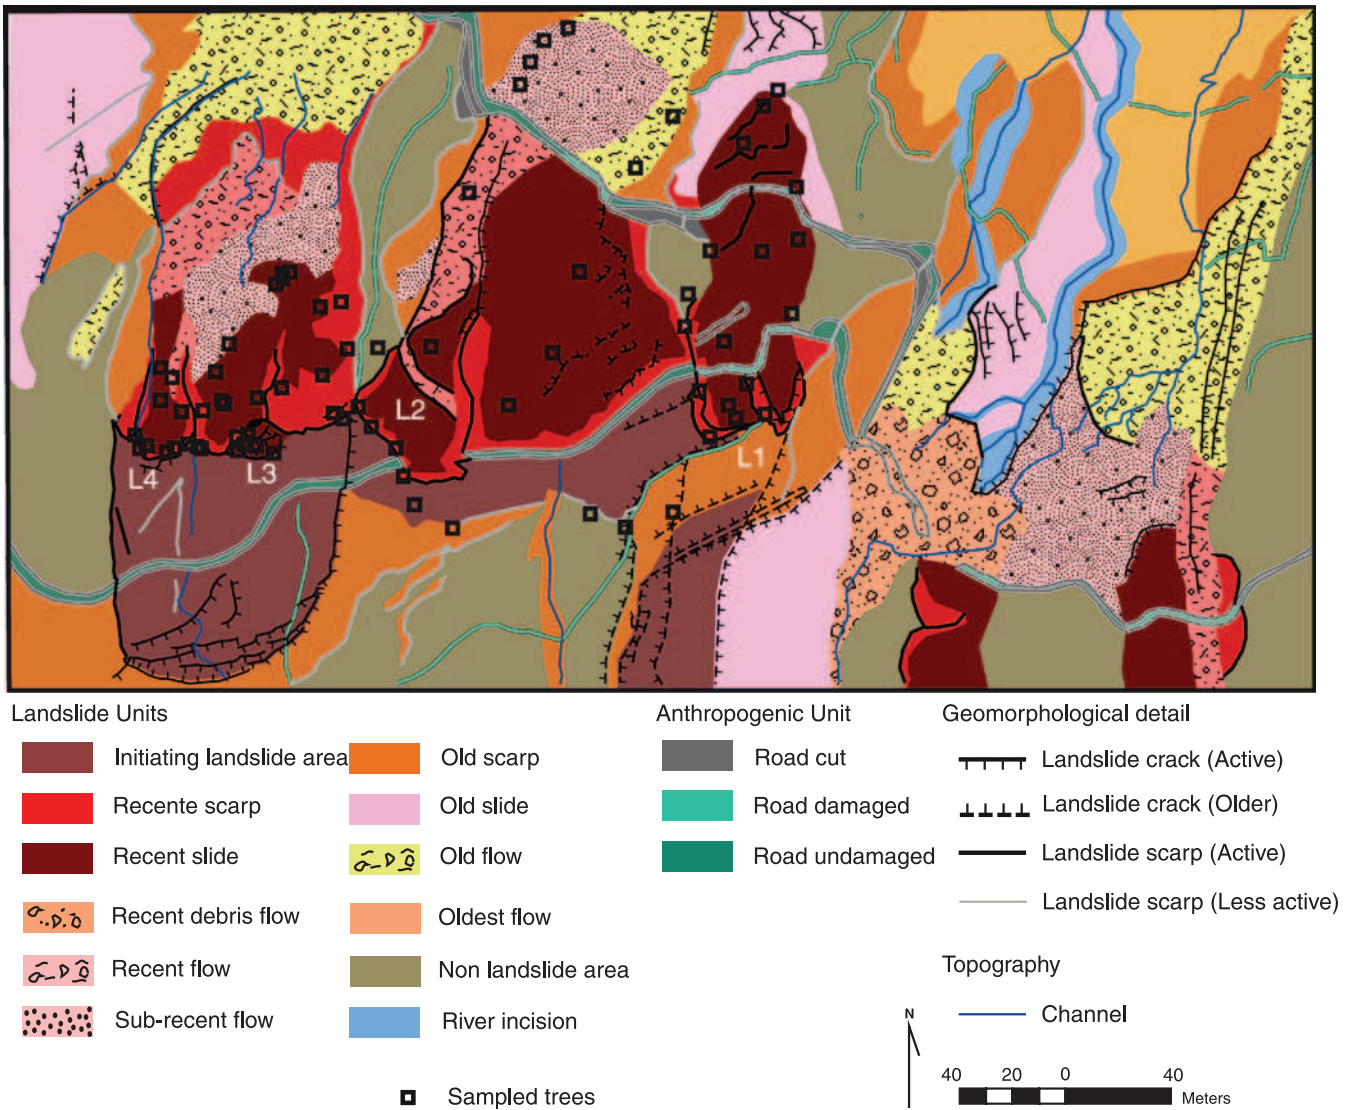 L2
L1
L4
L3
Landslide Units
Initiating landslide area
Recente scarp
Recent slide
Recent debris flow
Recent flow
Sub-recent flow
Old scarp
Old slide
Old flow
Oldest flow
Non landslide area
River incision
Sampled trees
Anthropogenic Unit
Road cut
Road damaged
Road undamaged
Geomorphological detail
Landslide crack (Active)
Landslide crack (Older)
Landslide scarp (Active)
Landslide scarp (Less active)
Topography
Channel
N
40 20 0 40
Meters